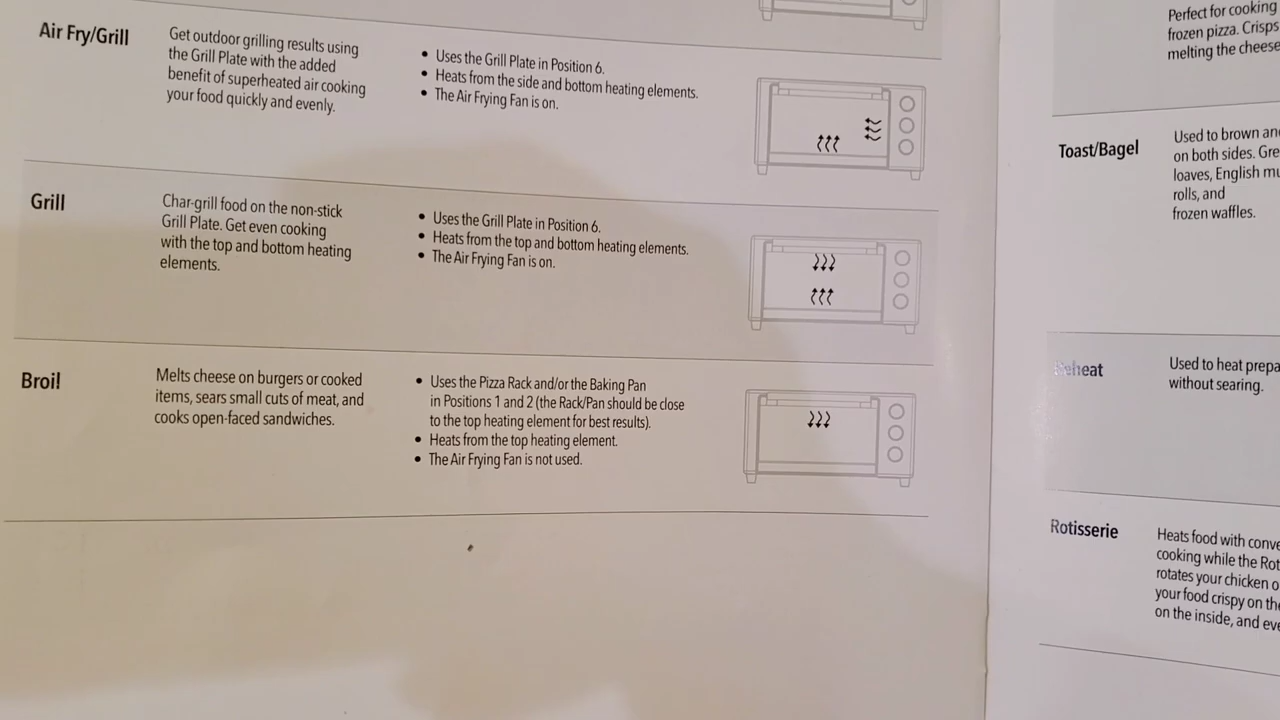 Air Fry/Grill
Get outdoor grilling results using
the Grill Plate with the added
benefit of superheated air cooking
your food quickly and evenly.
• Uses the Grill Plate in Position 6.
• Heats from the side and bottom heating elements.
• The Air Frying Fan is on.
Grill
Char-grill food on the non-stick
Grill Plate. Get even cooking
with the top and bottom heating
elements.
• Uses the Grill Plate in Position 6.
• Heats from the top and bottom heating elements.
• The Air Frying Fan is on.
Broil
Melts cheese on burgers or cooked
items, sears small cuts of meat, and
cooks open-faced sandwiches.
• Uses the Pizza Rack and/or the Baking Pan
in Positions 1 and 2 (the Rack/Pan should be close
to the top heating element for best results).
• Heats from the top heating element.
• The Air Frying Fan is not used.
Perfect for cooking
frozen pizza. Crisps
melting the cheese
Toast/Bagel
Used to brown an
on both sides. Gre
loaves, English mu
rolls, and
frozen waffles.
Reheat
Used to heat prepa
without searing.
Rotisserie
Heats food with conve
cooking while the Rot
rotates your chicken o
your food crispy on the
on the inside, and eve